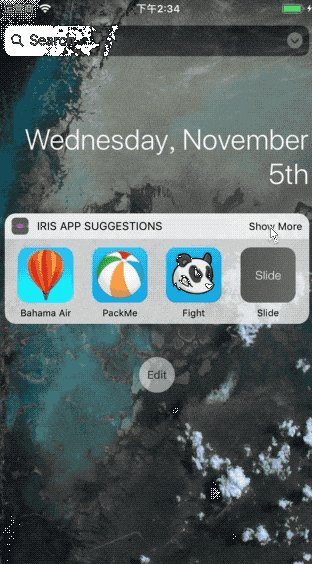 下午2:34
Search
Wednesday, November
5th
IRIS APP SUGGESTIONS
Show More
Slide
Bahama Air
PackMe
Fight
Slide
Edit